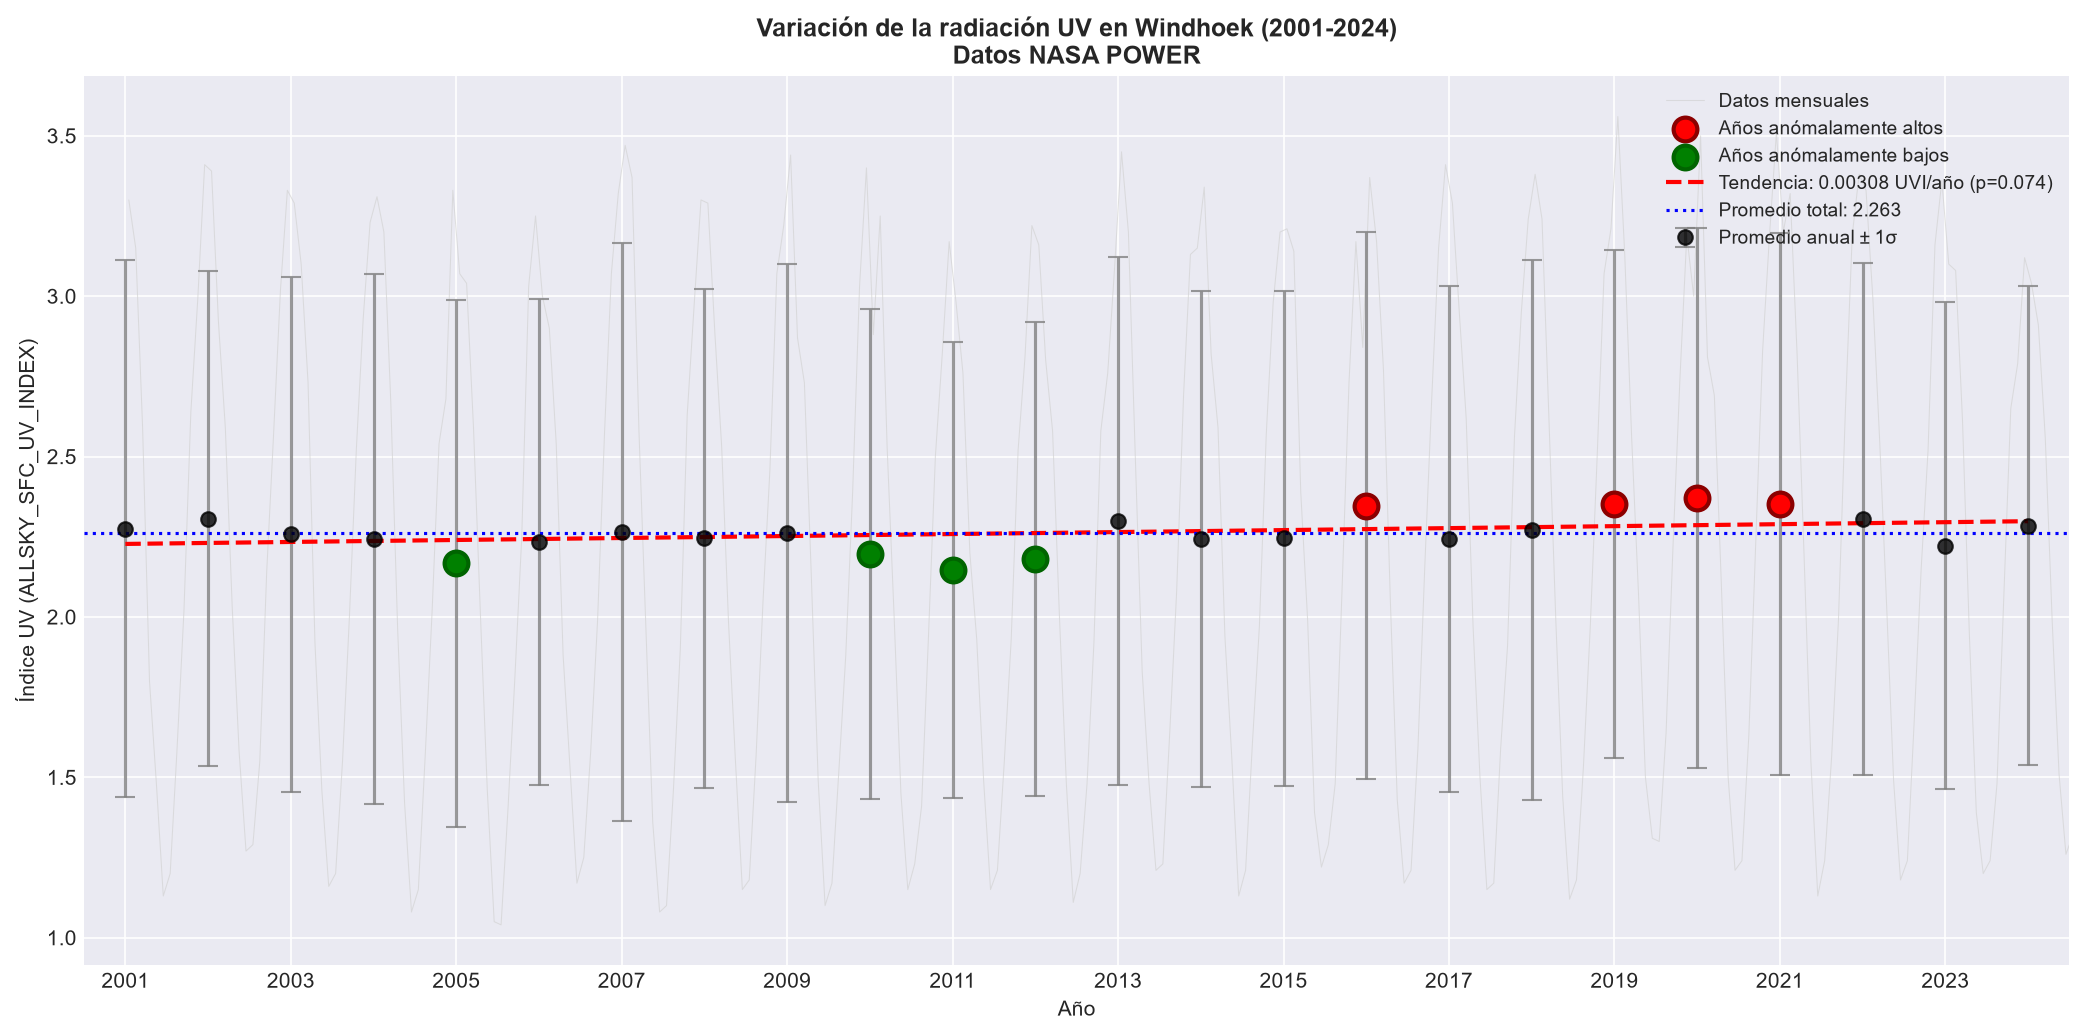 Variación de la radiación UV en Windhoek (2001-2024)
Datos NASA POWER
Datos mensuales
Años anómalamente altos
Años anómalamente bajos
Tendencia: 0.00308 UVI/año (p=0.074)
Promedio total: 2.263
Promedio anual ± 1σ
Índice UV (ALLSKY_SFC_UV_INDEX)
3.5
3.0
2.5
2.0
1.5
1.0
2001 2003 2005 2007 2009 2011 2013 2015 2017 2019 2021 2023
Año